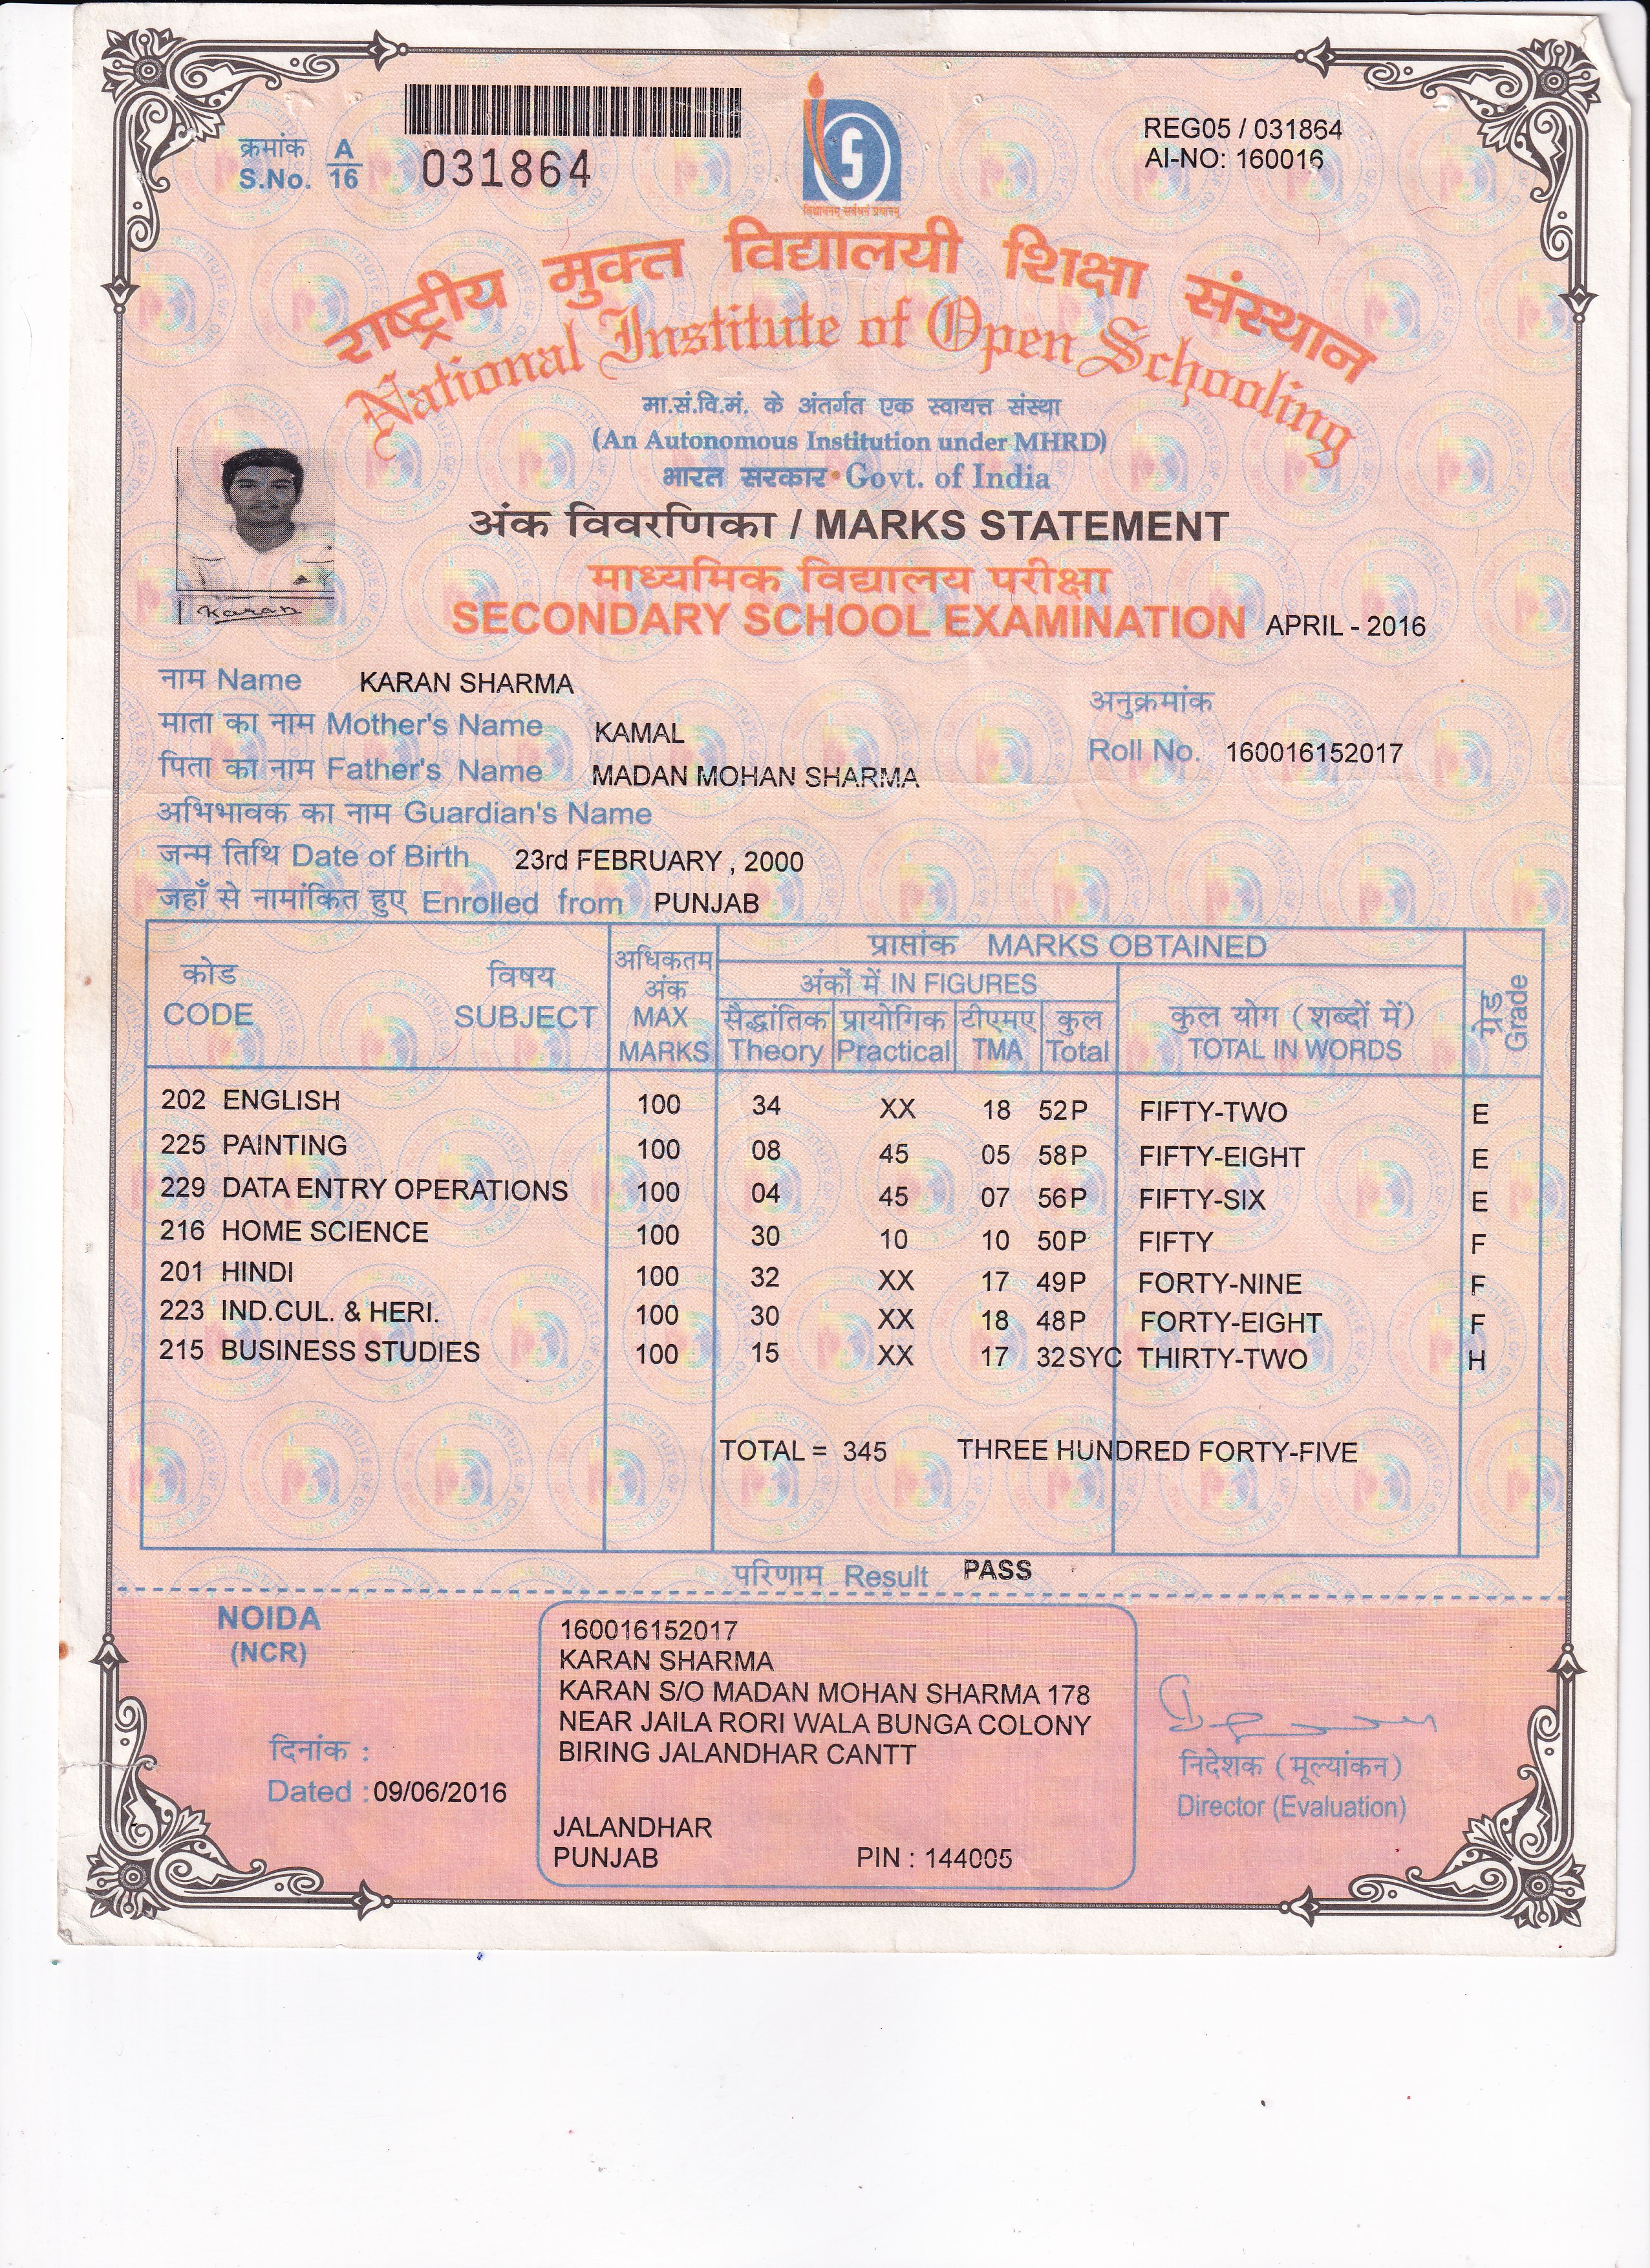 क्रमांक A 031864
S.No. 16
REG05 / 031864
AI-NO: 160016
विद्याधनम् सर्वधनं प्रधानम्
राष्ट्रीय मुक्त विद्यालयी शिक्षा संस्थान
National Institute of Open Schooling
मा.सं.वि.मं. के अंतर्गत एक स्वायत्त संस्था
(An Autonomous Institution under MHRD)
भारत सरकार • Govt. of India
अंक विवरणिका / MARKS STATEMENT
माध्यमिक विद्यालय परीक्षा
SECONDARY SCHOOL EXAMINATION APRIL - 2016
Karan
नाम Name KARAN SHARMA
माता का नाम Mother's Name KAMAL
पिता का नाम Father's Name MADAN MOHAN SHARMA
अनुक्रमांक
Roll No. 160016152017
अभिभावक का नाम Guardian's Name
जन्म तिथि Date of Birth 23rd FEBRUARY , 2000
जहाँ से नामांकित हुए Enrolled from PUNJAB
कोड विषय अधिकतम अंक प्राप्तांक MARKS OBTAINED ग्रेड
CODE SUBJECT MAX MARKS अंकों में IN FIGURES Grade
सैद्धांतिक प्रायोगिक टीएमए कुल कुल योग (शब्दों में)
Theory Practical TMA Total TOTAL IN WORDS
202 ENGLISH 100 34 XX 18 52P FIFTY-TWO E
225 PAINTING 100 08 45 05 58P FIFTY-EIGHT E
229 DATA ENTRY OPERATIONS 100 04 45 07 56P FIFTY-SIX E
216 HOME SCIENCE 100 30 10 10 50P FIFTY F
201 HINDI 100 32 XX 17 49P FORTY-NINE F
223 IND.CUL. & HERI. 100 30 XX 18 48P FORTY-EIGHT F
215 BUSINESS STUDIES 100 15 XX 17 32SYC THIRTY-TWO H
TOTAL = 345 THREE HUNDRED FORTY-FIVE
परिणाम Result PASS
NOIDA
(NCR)
दिनांक :
Dated : 09/06/2016
160016152017
KARAN SHARMA
KARAN S/O MADAN MOHAN SHARMA 178
NEAR JAILA RORI WALA BUNGA COLONY
BIRING JALANDHAR CANTT
JALANDHAR
PUNJAB PIN : 144005
निदेशक (मूल्यांकन)
Director (Evaluation)